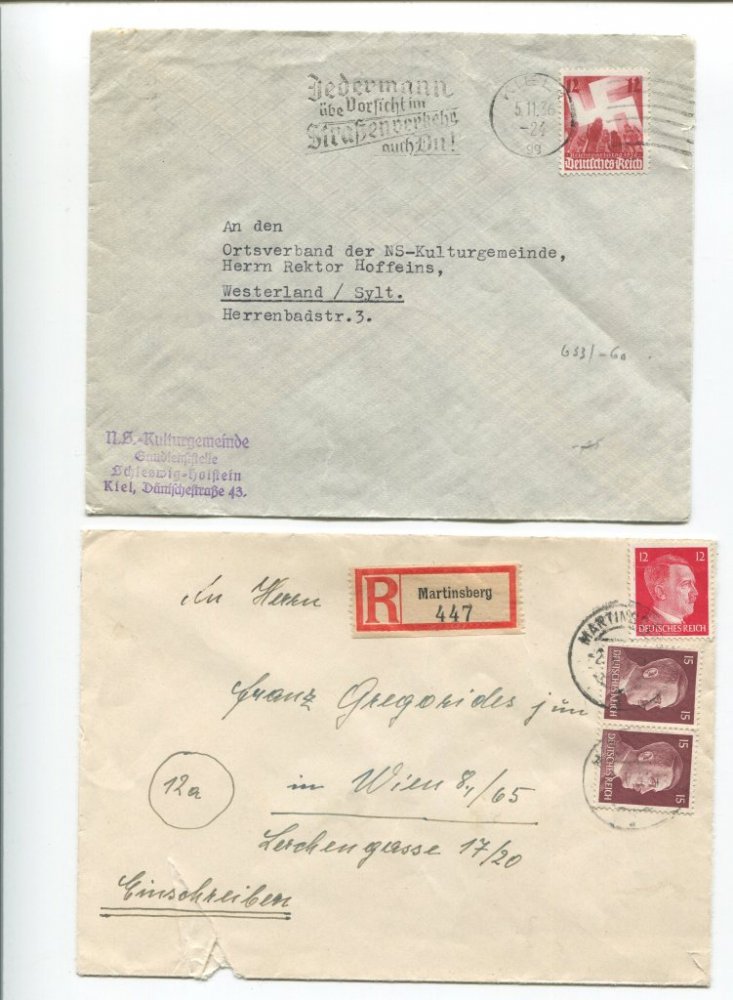 Jedermann
übe Vorsicht im
Straßenverkehr
auch Du!
5.11.36
12 12
Deutsches Reich
An den
Ortsverband der NS-Kulturgemeinde,
Herrn Rektor Hoffeins,
Westerland / Sylt.
Herrenbadstr.3.
N.S.-Kulturgemeinde
Schleswig-Holstein
Kiel, Dänischestraße 43.
12 12
DEUTSCHES REICH
R Martinsberg
447
An Herrn
MARTINS
15
DEUTSCHES REICH
15
Franz Gregorides jun
15
DEUTSCHES REICH
15
12a
in Wien 8,/65
Lerchengasse 17/20
Einschreiben